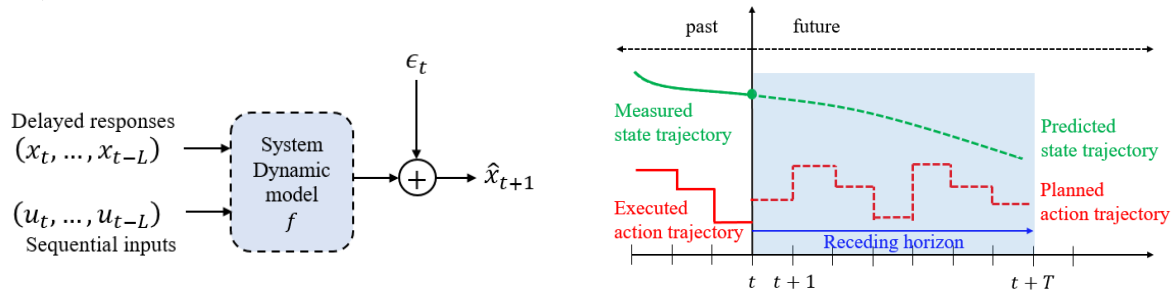 ϵ_t
Delayed responses
(x_t, …, x_{t−L})
System
Dynamic
model
f
+
x̂_{t+1}
(u_t, …, u_{t−L})
Sequential inputs
past
future
Measured
state trajectory
Predicted
state trajectory
Executed
action trajectory
Planned
action trajectory
Receding horizon
t
t + 1
t + T